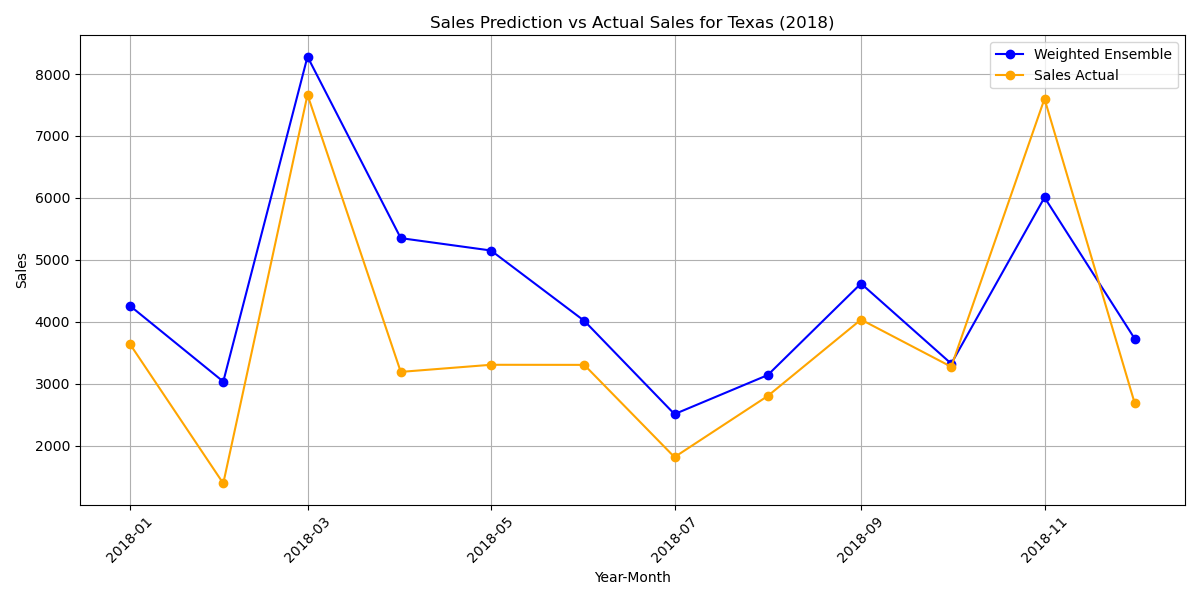 Sales Prediction vs Actual Sales for Texas (2018)
Weighted Ensemble
Sales Actual
8000
7000
6000
5000
4000
3000
2000
Sales
2018-01
2018-03
2018-05
2018-07
2018-09
2018-11
Year-Month